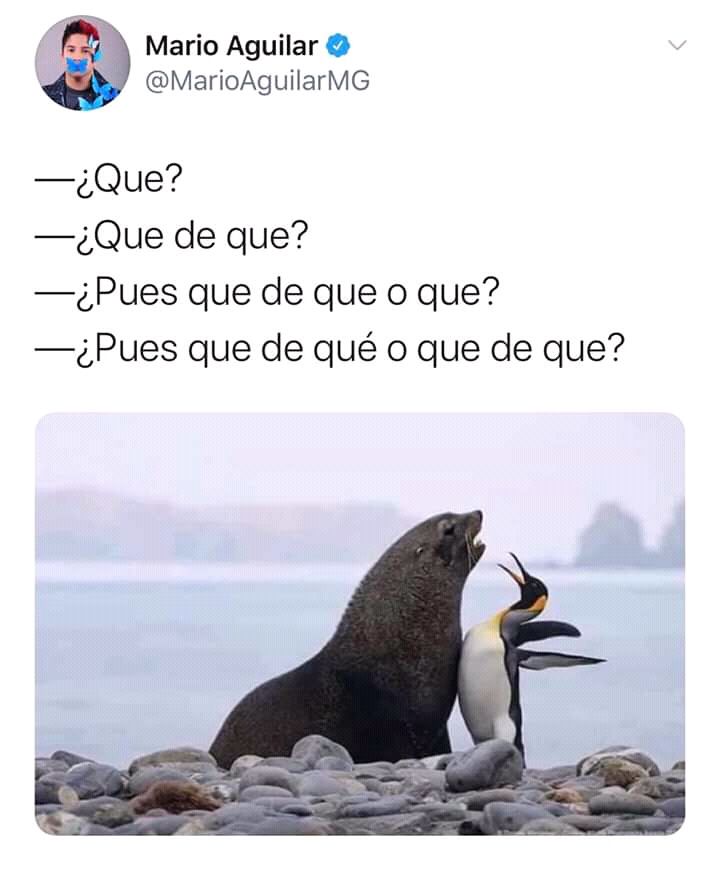 Mario Aguilar
@MarioAguilarMG
—¿Que?
—¿Que de que?
—¿Pues que de que o que?
—¿Pues que de qué o que de que?